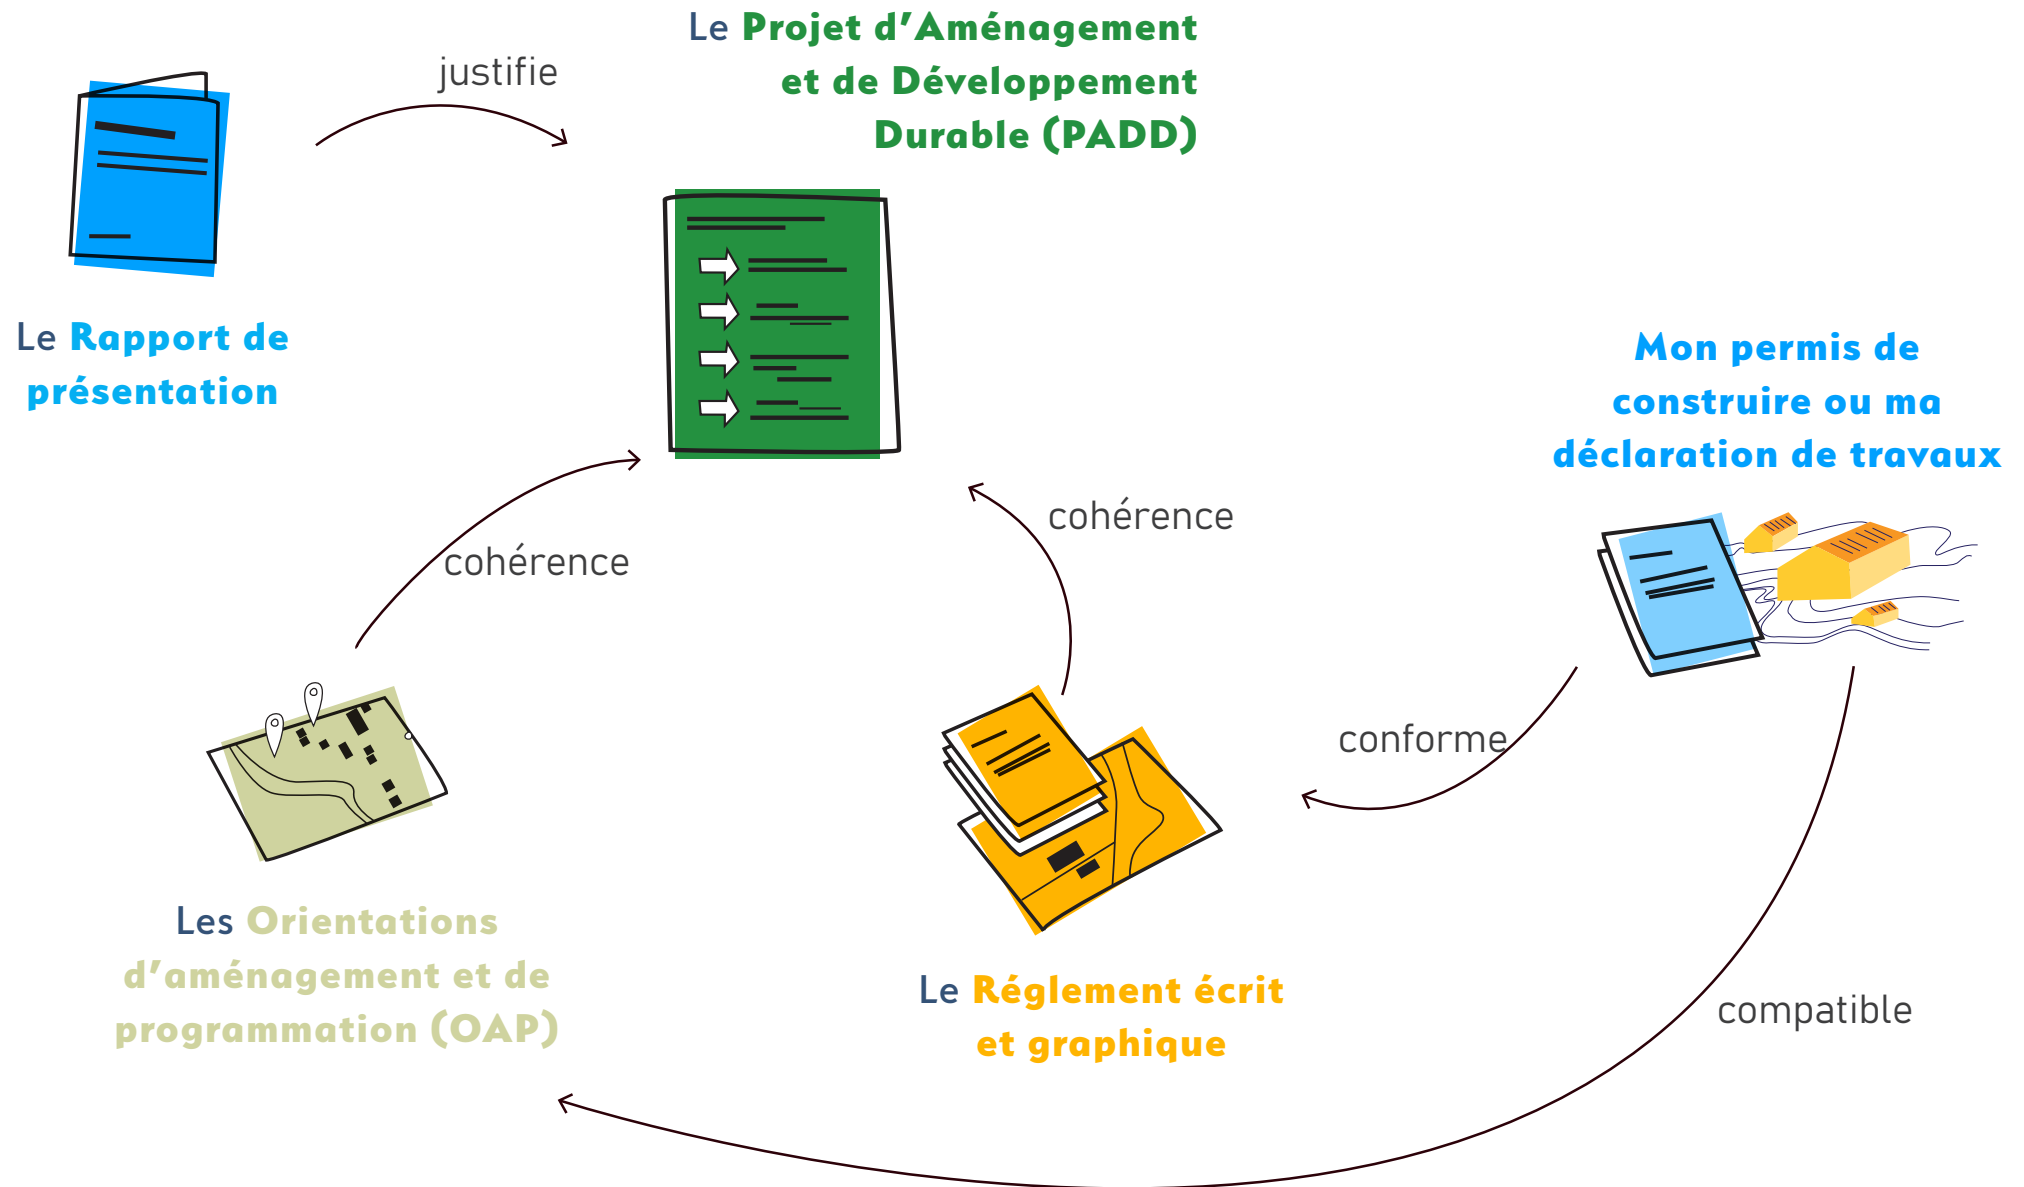 Le Projet d’Aménagement
et de Développement
Durable (PADD)
justifie
Le Rapport de
présentation
Mon permis de
construire ou ma
déclaration de travaux
cohérence
cohérence
conforme
Les Orientations
d’aménagement et de
programmation (OAP)
Le Réglement écrit
et graphique
compatible